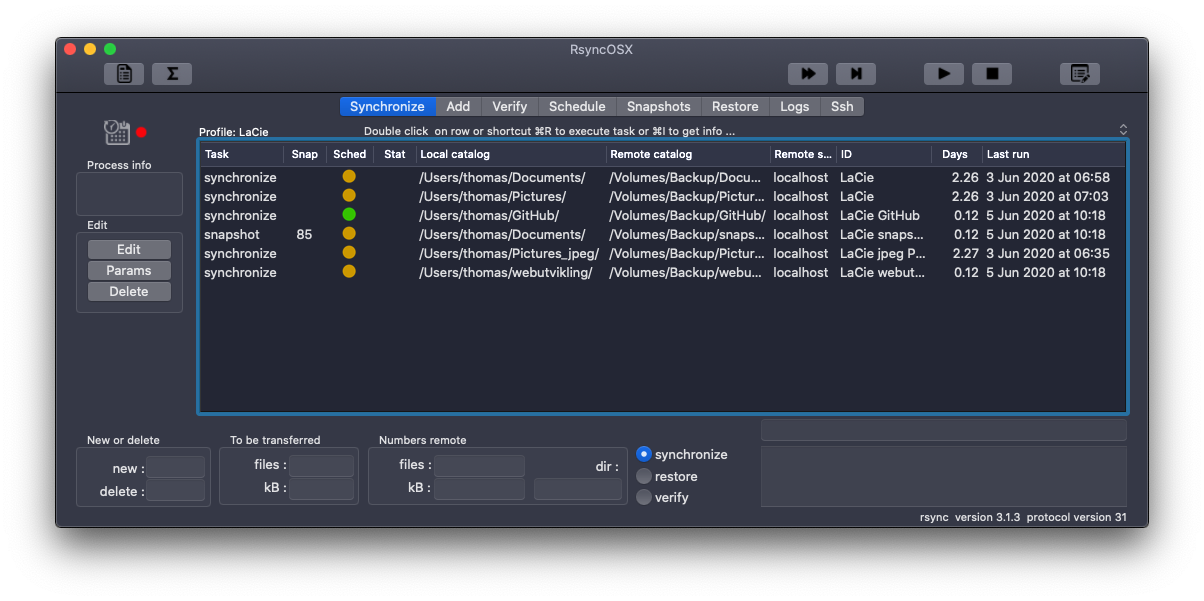 RsyncOSX
Σ
Synchronize Add Verify Schedule Snapshots Restore Logs Ssh
Profile: LaCie Double click on row or shortcut ⌘R to execute task or ⌘I to get info ...
Process info
Edit
Edit
Params
Delete
Task Snap Sched Stat Local catalog Remote catalog Remote s... ID Days Last run
synchronize /Users/thomas/Documents/ /Volumes/Backup/Docu... localhost LaCie 2.26 3 Jun 2020 at 06:58
synchronize /Users/thomas/Pictures/ /Volumes/Backup/Pictur... localhost LaCie 2.26 3 Jun 2020 at 07:03
synchronize /Users/thomas/GitHub/ /Volumes/Backup/GitHub/ localhost LaCie GitHub 0.12 5 Jun 2020 at 10:18
snapshot 85 /Users/thomas/Documents/ /Volumes/Backup/snaps... localhost LaCie snaps... 0.12 5 Jun 2020 at 10:18
synchronize /Users/thomas/Pictures_jpeg/ /Volumes/Backup/Pictur... localhost LaCie jpeg P... 2.27 3 Jun 2020 at 06:35
synchronize /Users/thomas/webutvikling/ /Volumes/Backup/webu... localhost LaCie webut... 0.12 5 Jun 2020 at 10:18
New or delete
new :
delete :
To be transferred
files :
kB :
Numbers remote
files :
dir :
kB :
synchronize
restore
verify
rsync version 3.1.3 protocol version 31